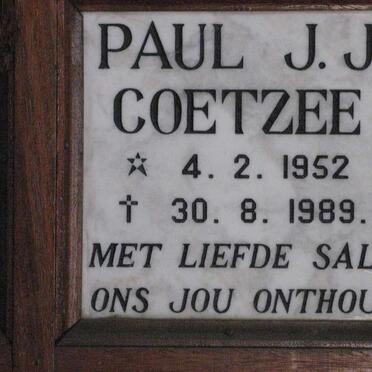 PAUL J. J
COETZEE
☆ 4. 2. 1952
† 30. 8. 1989.
MET LIEFDE SAL
ONS JOU ONTHOU